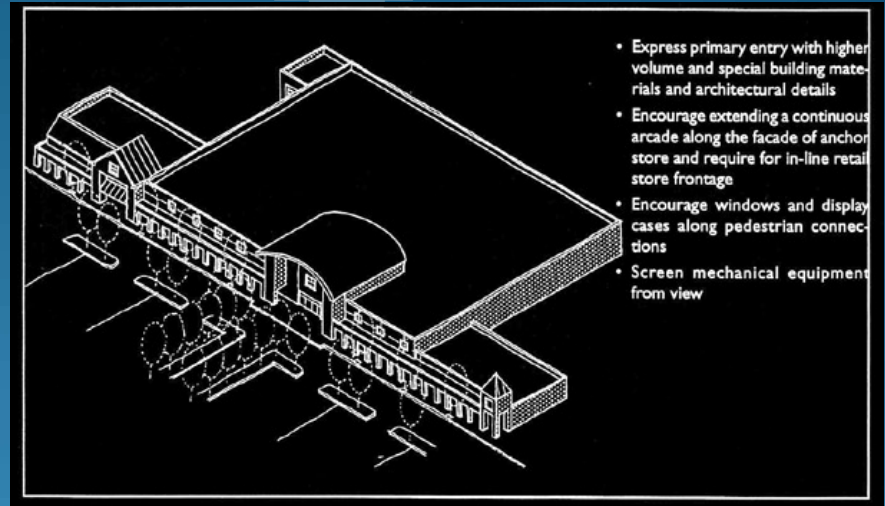 • Express primary entry with higher
volume and special building mate-
rials and architectural details
• Encourage extending a continuous
arcade along the facade of anchor
store and require for in-line retail
store frontage
• Encourage windows and display
cases along pedestrian connec-
tions
• Screen mechanical equipment
from view